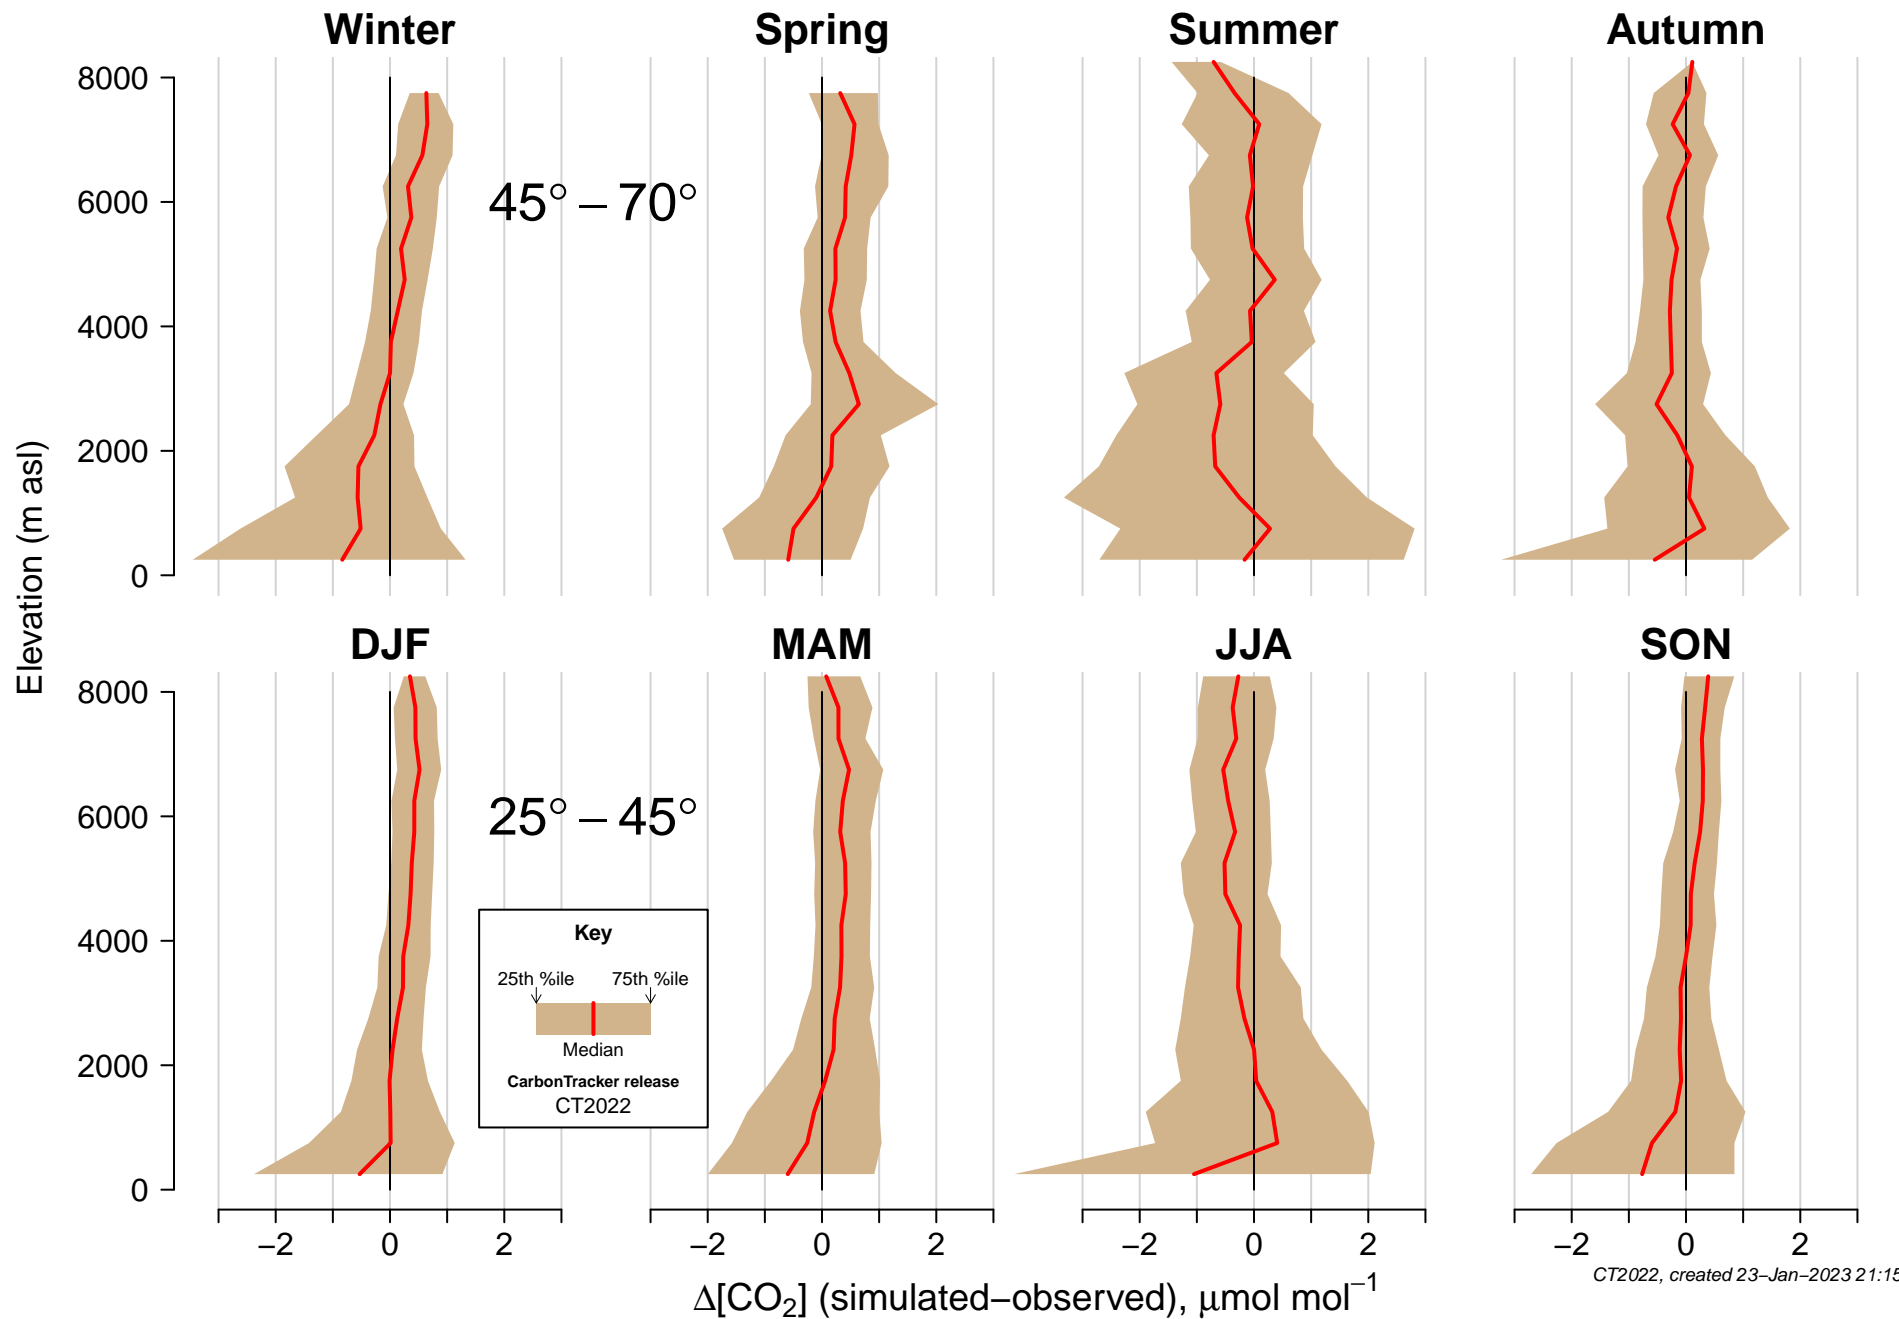 Winter Spring Summer Autumn
8000
6000
4000
2000
0
45° – 70°
Elevation (m asl)
DJF MAM JJA SON
8000
6000
4000
2000
0
25° – 45°
Key
25th %ile 75th %ile
Median
CarbonTracker release
CT2022
−2 0 2 −2 0 2 −2 0 2 −2 0 2
CT2022, created 23−Jan−2023 21:15
Δ[CO₂] (simulated−observed), μmol mol⁻¹